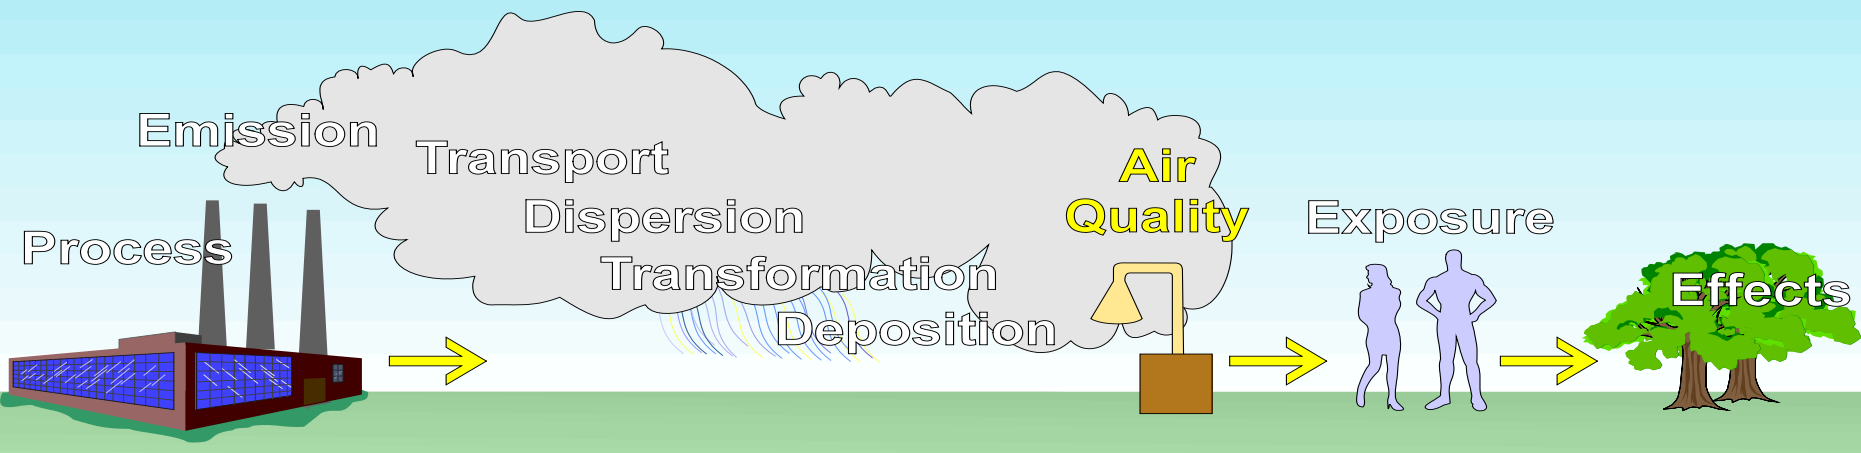 Process
Emission
Transport
Dispersion
Transformation
Deposition
Air
Quality
Exposure
Effects